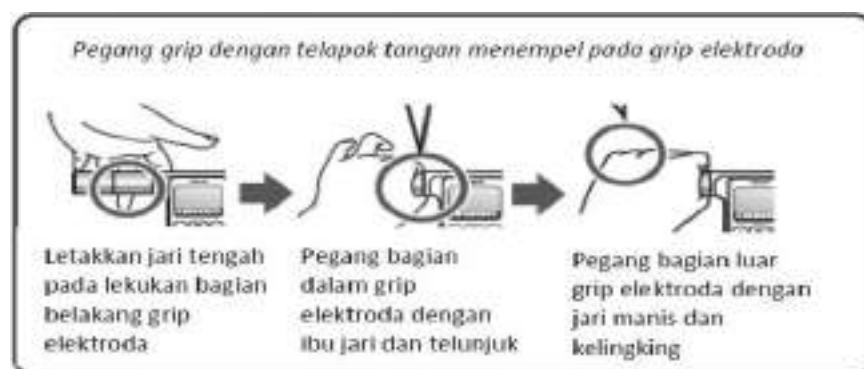 Pegang grip dengan telapak tangan menempel pada grip elektroda
Letakkan jari tengah
pada lekukan bagian
belakang grip
elektroda
Pegang bagian
dalam grip
elektroda dengan
ibu jari dan telunjuk
Pegang bagian luar
grip elektroda dengan
jari manis dan
kelingking